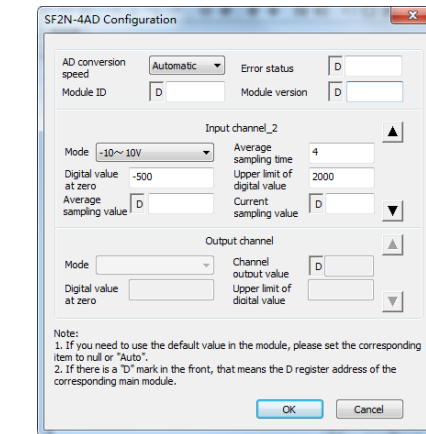 SF2N-4AD Configuration
AD conversion speed Automatic Error status D
Module ID D Module version D
Input channel_2
Mode -10~10V Average sampling time 4
Digital value at zero -500 Upper limit of digital value 2000
Average sampling value D Current sampling value D
Output channel
Mode Channel output value D
Digital value at zero Upper limit of digital value
Note:
1. If you need to use the default value in the module, please set the corresponding
item to null or "Auto".
2. If there is a "D" mark in the front, that means the D register address of the
corresponding main module.
OK Cancel